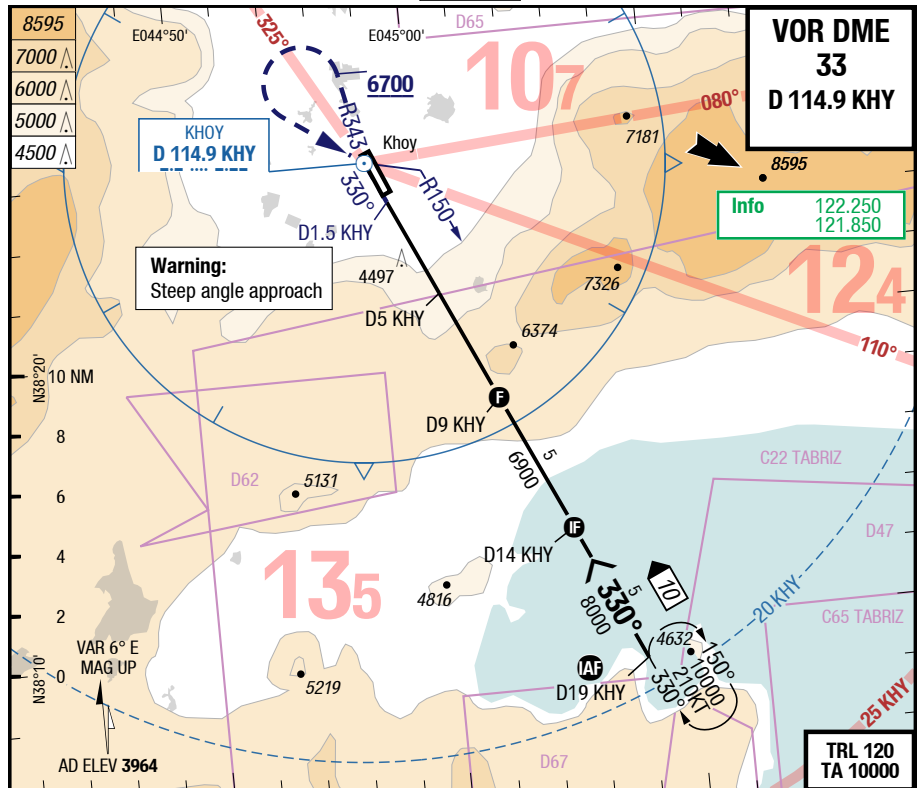 8595
7000
6000
5000
4500
E044°50'
E045°00'
D65
VOR DME
33
D 114.9 KHY
325°
6700
107
080°
7181
8595
KHOY
D 114.9 KHY
Khoy
R343
330°
R150
D1.5 KHY
Info 122.250
121.850
Warning:
Steep angle approach
4497
7326
124
D5 KHY
6374
110°
N38°20'
10 NM
F
D9 KHY
8
5
6900
C22 TABRIZ
D62
5131
6
D47
IF
D14 KHY
4
135
10
5
330°
8000
20 KHY
4816
C65 TABRIZ
2
VAR 6° E
MAG UP
4632
150°
10000
210KT
330°
IAF
D19 KHY
N38°10'
0
5219
25 KHY
AD ELEV 3964
D67
TRL 120
TA 10000